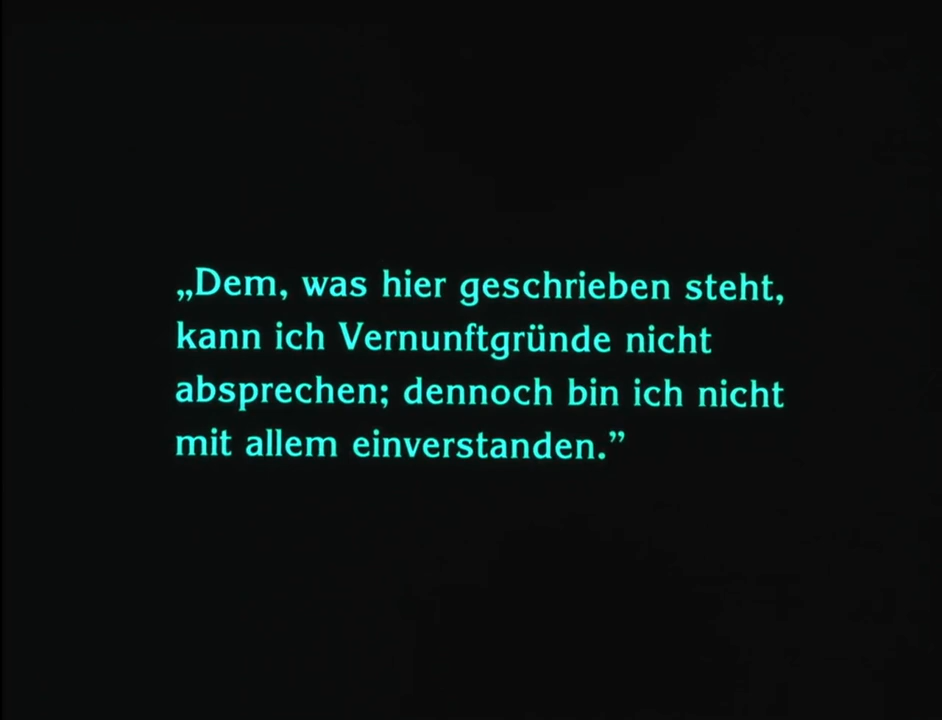 „Dem, was hier geschrieben steht,
kann ich Vernunftgründe nicht
absprechen; dennoch bin ich nicht
mit allem einverstanden.”